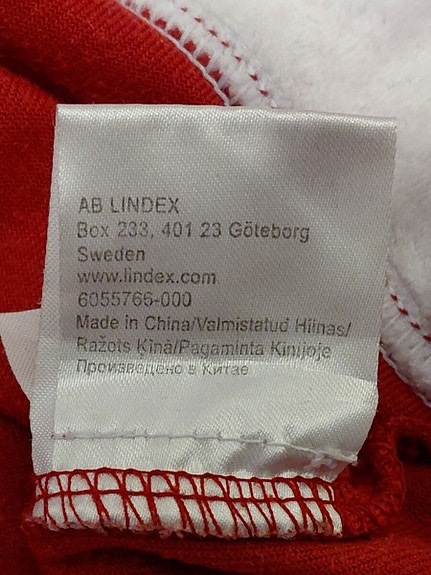 AB LINDEX
Box 233, 401 23 Göteborg
Sweden
www.lindex.com
6055766-000
Made in China/Valmistatud Hiinas/
Ražots Ķīnā/Pagaminta Kinijoje
Произведено в Китае